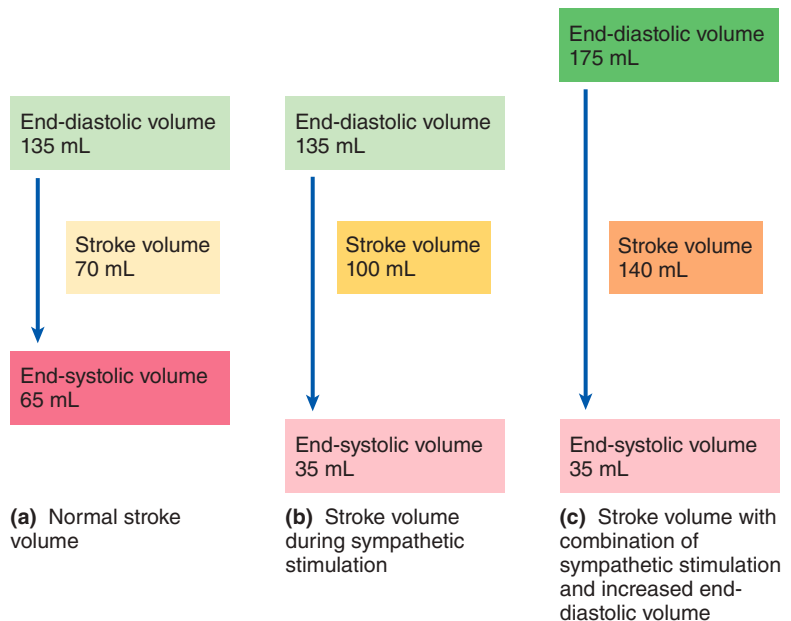 End-diastolic volume
135 mL
Stroke volume
70 mL
End-systolic volume
65 mL
(a) Normal stroke
volume
End-diastolic volume
135 mL
Stroke volume
100 mL
End-systolic volume
35 mL
(b) Stroke volume
during sympathetic
stimulation
End-diastolic volume
175 mL
Stroke volume
140 mL
End-systolic volume
35 mL
(c) Stroke volume with
combination of
sympathetic stimulation
and increased end-
diastolic volume